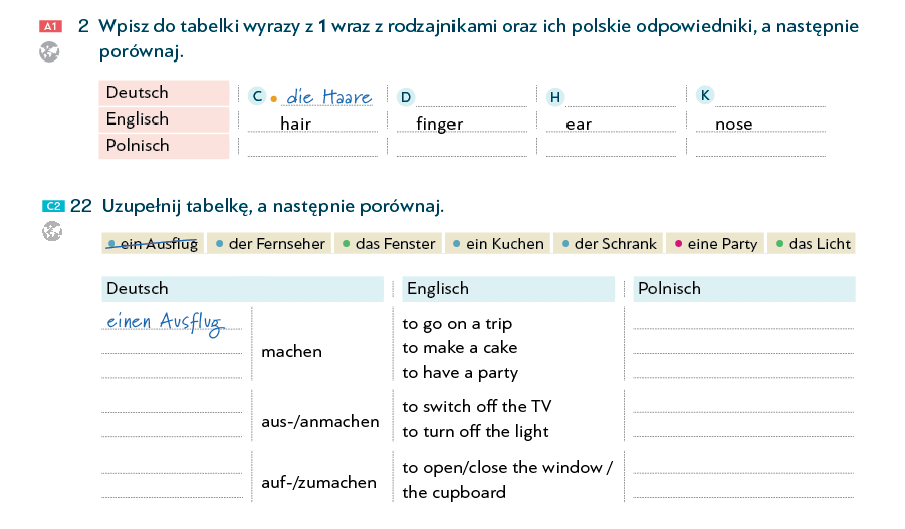 A1 2 Wpisz do tabelki wyrazy z 1 wraz z rodzajnikami oraz ich polskie odpowiedniki, a następnie
porównaj.
Deutsch C • die Haare D H K
Englisch hair finger ear nose
Polnisch
C2 22 Uzupełnij tabelkę, a następnie porównaj.
• ein Ausflug • der Fernseher • das Fenster • ein Kuchen • der Schrank • eine Party • das Licht
Deutsch Englisch Polnisch
einen Ausflug to go on a trip
machen to make a cake
to have a party
aus-/anmachen to switch off the TV
to turn off the light
auf-/zumachen to open/close the window /
the cupboard